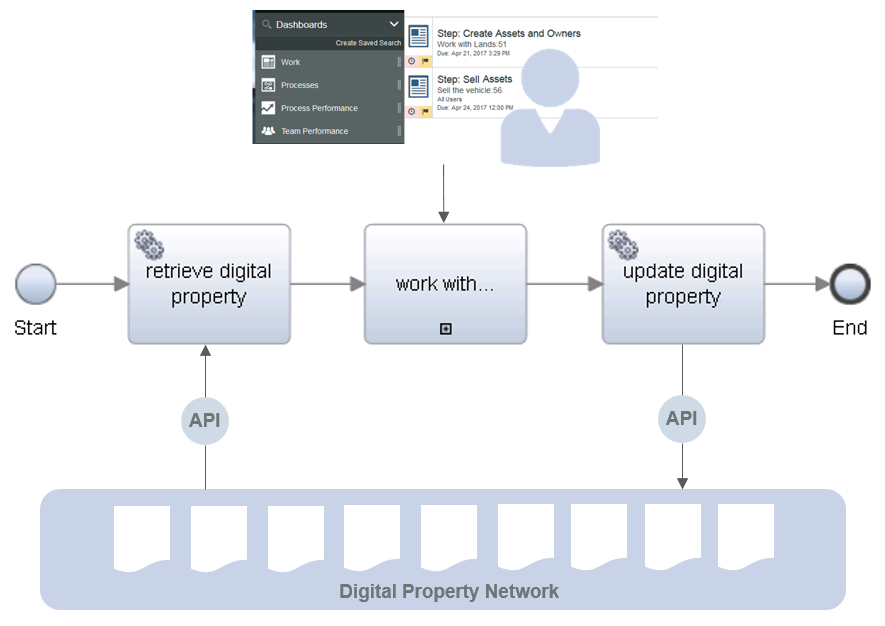 Dashboards
Create Saved Search
Work
Processes
Process Performance
Team Performance
Step: Create Assets and Owners
Work with Lands:51
Due: Apr 21, 2017 3:29 PM
Step: Sell Assets
Sell the vehicle:56
All Users
Due: Apr 24, 2017 12:00 PM
Start
retrieve digital
property
work with...
update digital
property
End
API
API
Digital Property Network